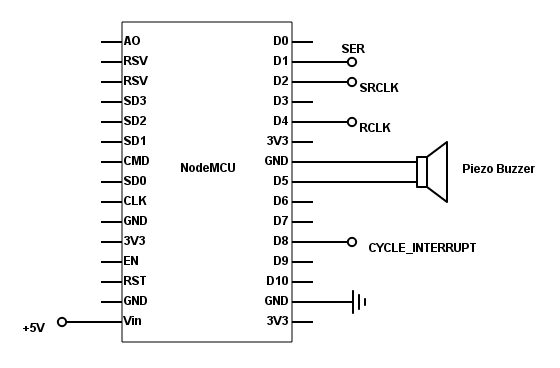 AO D0
RSV D1 SER
RSV D2 SRCLK
SD3 D3
SD2 D4 RCLK
SD1 3V3
CMD NodeMCU GND Piezo Buzzer
SD0 D5
CLK D6
GND D7
3V3 D8 CYCLE_INTERRUPT
EN D9
RST D10
GND GND
+5V Vin 3V3